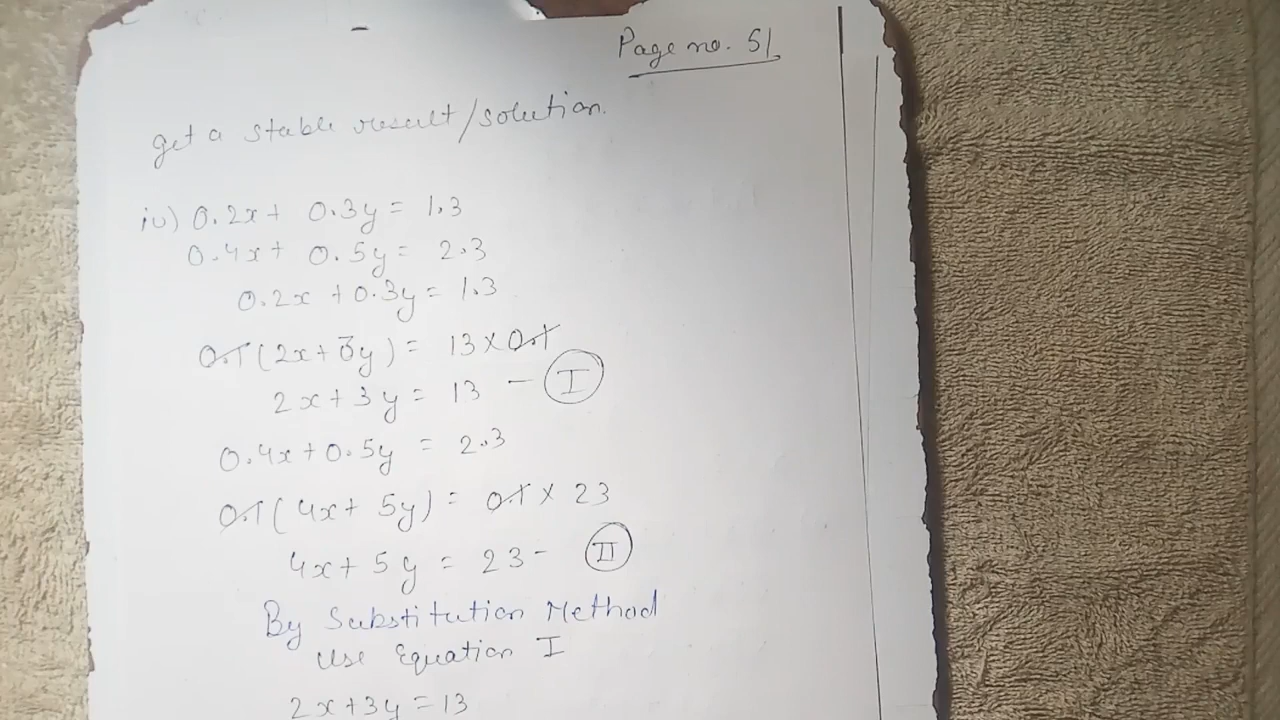 Page no. 51
get a stable result/solution.
iv) 0.2x + 0.3y = 1.3
0.4x + 0.5y = 2.3
0.2x + 0.3y = 1.3
0.1(2x + 3y) = 13 × 0.1
2x + 3y = 13 - I
0.4x + 0.5y = 2.3
0.1(4x + 5y) = 0.1 × 23
4x + 5y = 23 - II
By Substitution Method
Use Equation I
2x + 3y = 13